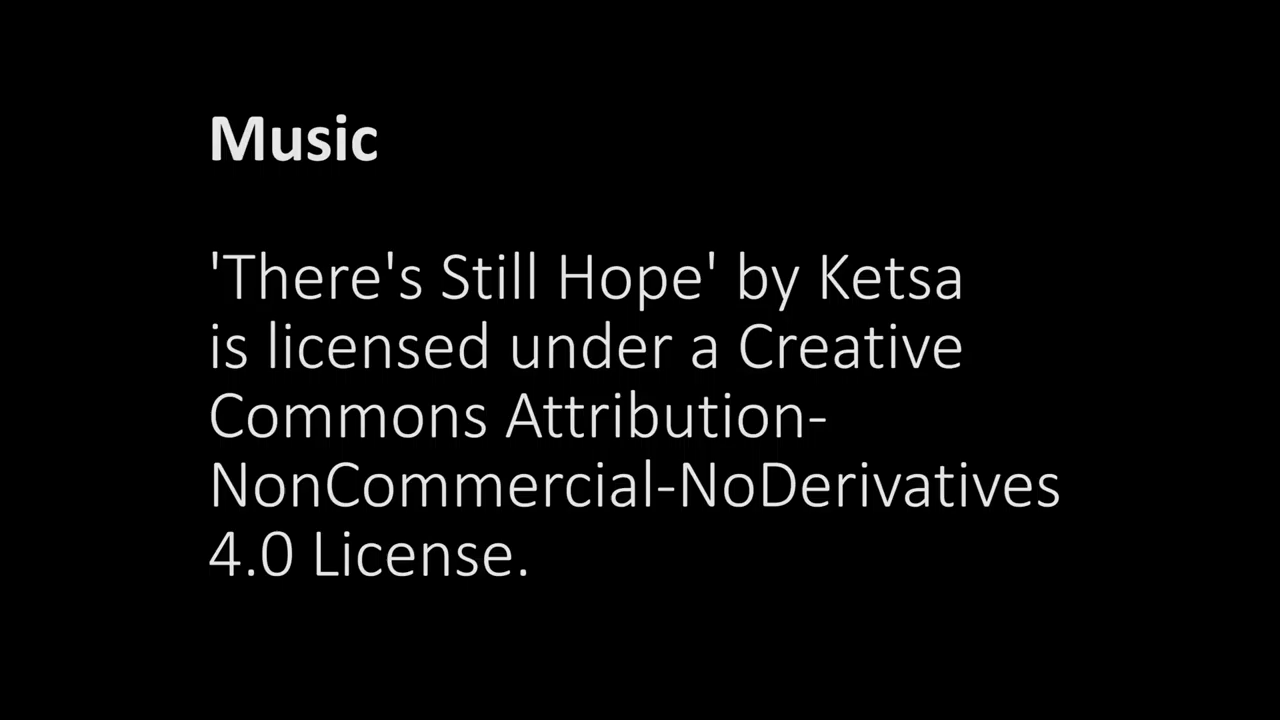 Music
'There's Still Hope' by Ketsa
is licensed under a Creative
Commons Attribution-
NonCommercial-NoDerivatives
4.0 License.